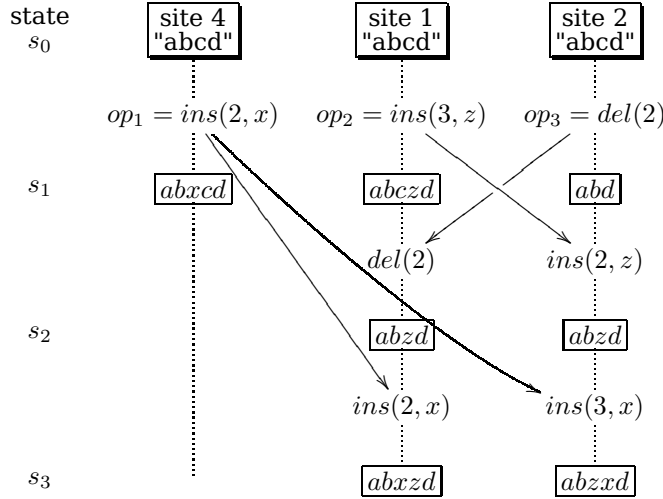 state site 4 site 1 site 2
s₀ "abcd" "abcd" "abcd"
op₁ = ins(2, x) op₂ = ins(3, z) op₃ = del(2)
s₁ abxcd abczd abd
del(2) ins(2, z)
s₂ abzd abzd
ins(2, x) ins(3, x)
s₃ abxzd abzxd